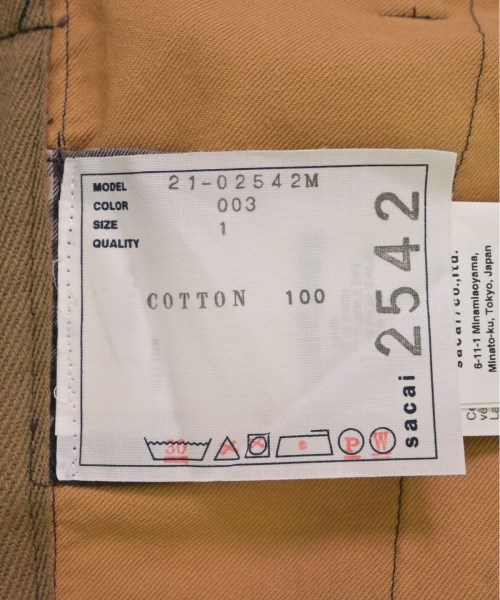 MODEL 21-02542M
COLOR 003
SIZE 1
QUALITY
COTTON 100
30
P
W
sacai 2542
sacai/co.,ltd.
6-11-1 Minamiaoyama,
Minato-ku, Tokyo, Japan